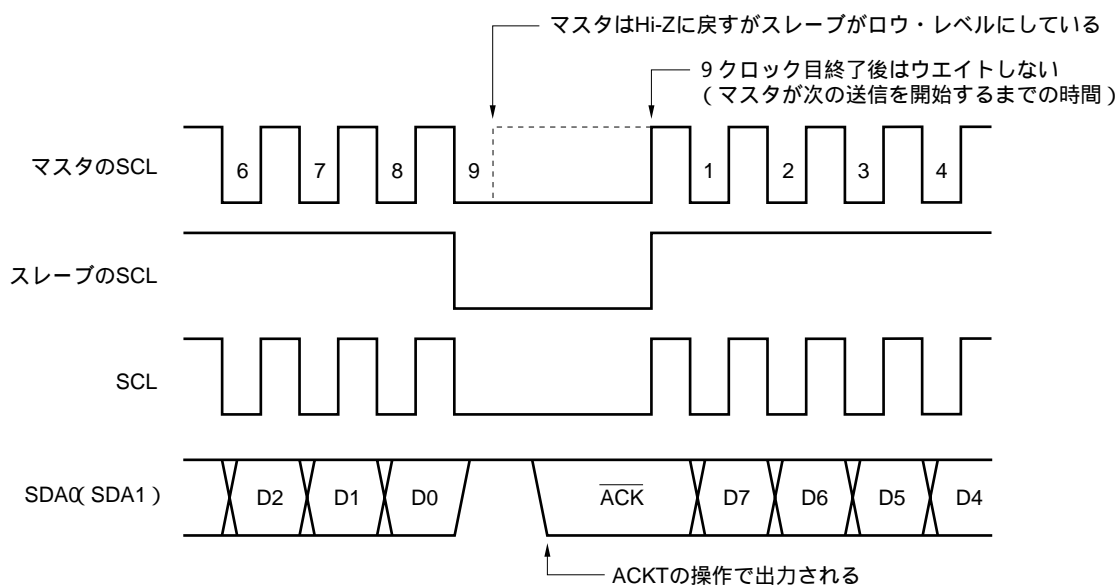 マスタはHi-Zに戻すがスレーブがロウ・レベルにしている
9 クロック目終了後はウエイトしない
( マスタが次の送信を開始するまでの時間 )
マスタのSCL
6 7 8 9 1 2 3 4
スレーブのSCL
SCL
SDA0( SDA1 )
D2 D1 D0 ACK D7 D6 D5 D4
ACKTの操作で出力される